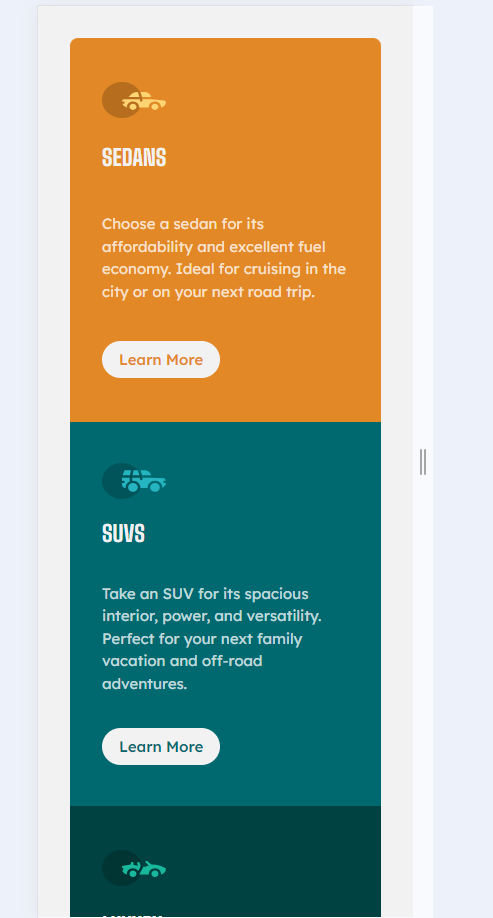 SEDANS
Choose a sedan for its
affordability and excellent fuel
economy. Ideal for cruising in the
city or on your next road trip.
Learn More
SUVS
Take an SUV for its spacious
interior, power, and versatility.
Perfect for your next family
vacation and off-road
adventures.
Learn More